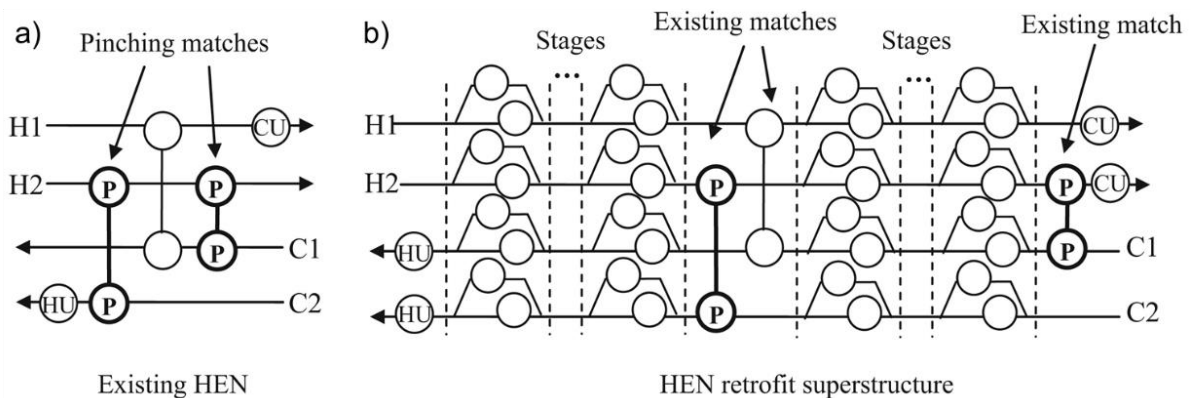 a)
Pinching matches
H1
CU
H2
P
P
P
C1
HU
P
C2
Existing HEN
b)
Stages
Existing matches
Stages
Existing match
...
...
H1
CU
H2
P
P
CU
HU
P
C1
HU
P
C2
HEN retrofit superstructure